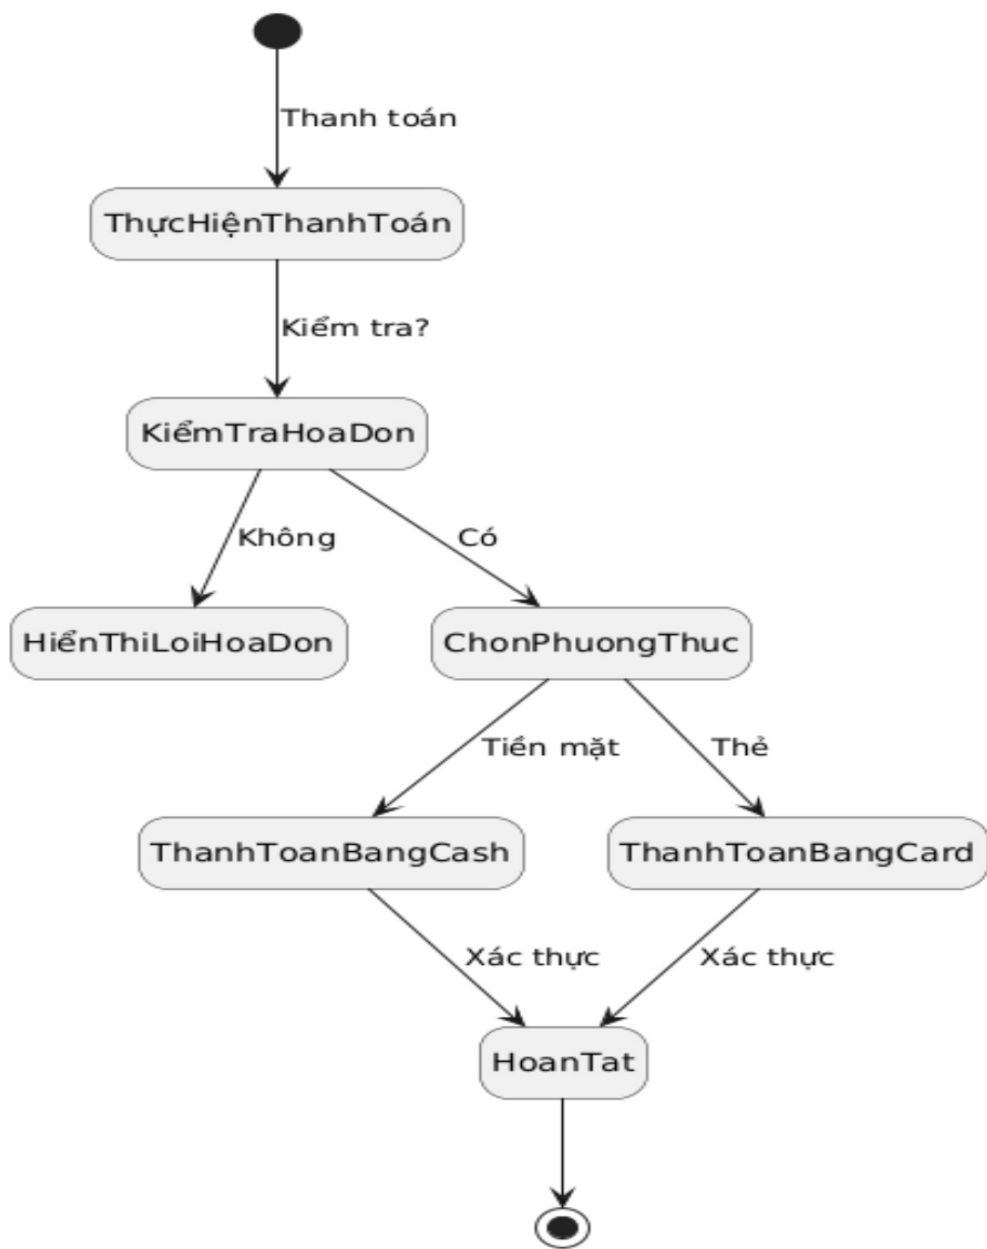 Thanh toán
ThựcHiệnThanhToán
Kiểm tra?
KiểmTraHoaDon
Không
Có
HiểnThiLoiHoaDon
ChonPhuongThuc
Tiền mặt
Thẻ
ThanhToanBangCash
ThanhToanBangCard
Xác thực
Xác thực
HoanTat